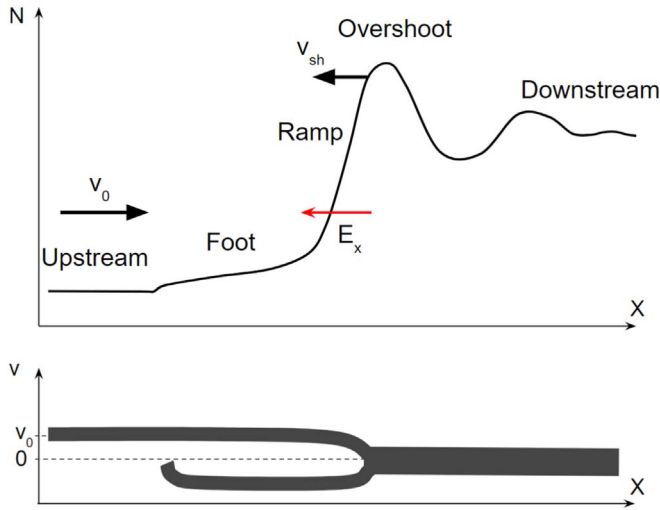 N
Overshoot
v_sh
Downstream
Ramp
v_0
E_x
Foot
Upstream
X
v
v_0
0
X